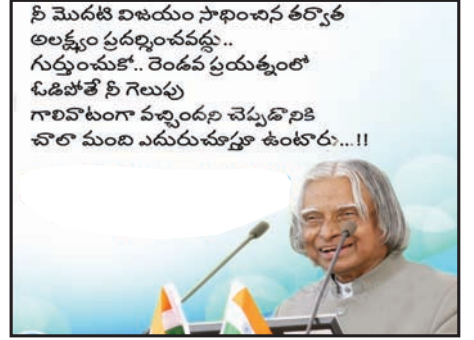 నీ మొదటి విజయం సాధించిన తర్వాత
అలక్ష్యం ప్రదర్శించవద్దు..
గుర్తుంచుకో.. రెండవ ప్రయత్నంలో
ఓడిపోతే నీ గెలుపు
గాలివాటంగా వచ్చిందని చెప్పడానికి
చాలా మంది ఎదురుచూస్తూ ఉంటారు...!!